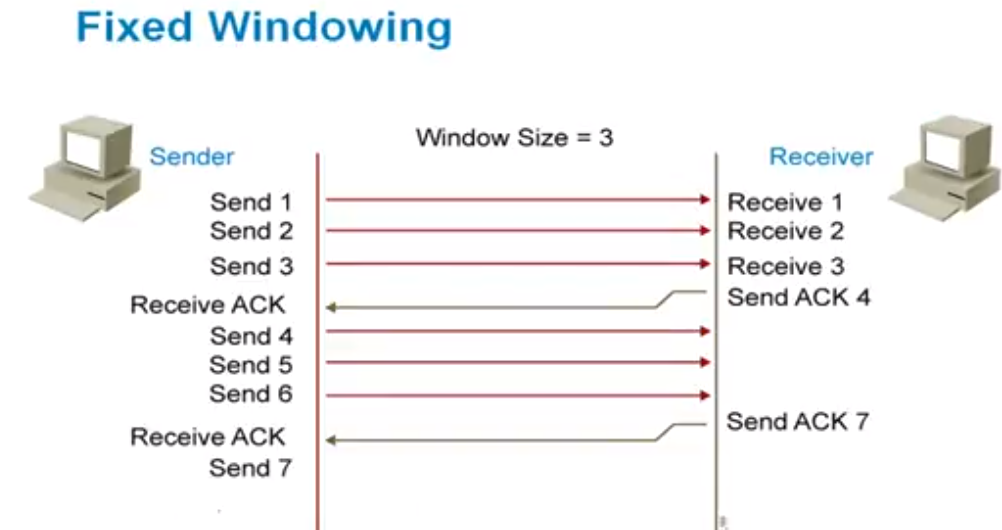 Fixed Windowing
Window Size = 3
Sender
Receiver
Send 1
Receive 1
Send 2
Receive 2
Send 3
Receive 3
Send ACK 4
Receive ACK
Send 4
Send 5
Send 6
Send ACK 7
Receive ACK
Send 7